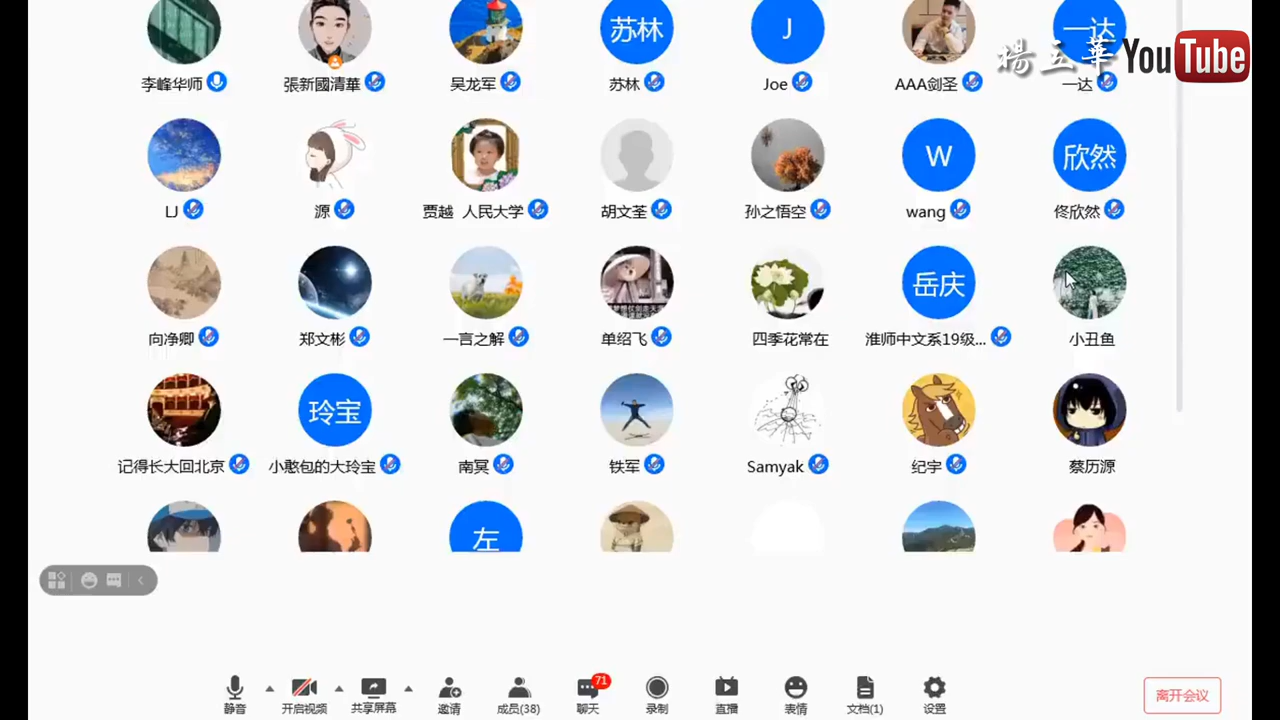 苏林
J
一达
楊立華 YouTube
李峰华师
張新國清華
吴龙军
苏林
Joe
AAA剑圣
一达
W
欣然
LJ
源
贾越 人民大学
胡文荃
孙之悟空
wang
佟欣然
岳庆
向净卿
郑文彬
一言之解
单绍飞
四季花常在
淮师中文系19级...
小丑鱼
玲宝
记得长大回北京
小憨包的大玲宝
南冥
铁军
Samyak
纪宇
蔡历源
左
71
静音
开启视频
共享屏幕
邀请
成员(38)
聊天
录制
直播
表情
文档(1)
设置
离开会议